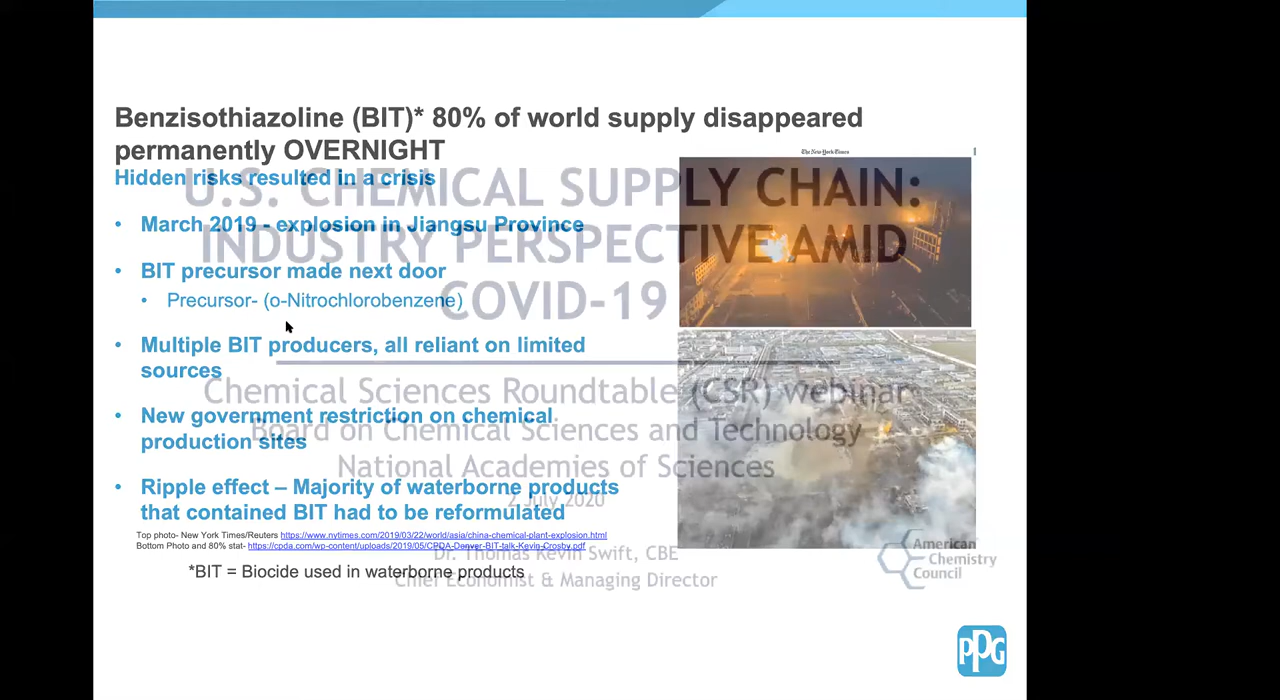 Benzisothiazoline (BIT)* 80% of world supply disappeared
permanently OVERNIGHT
Hidden risks resulted in a crisis
• March 2019 - explosion in Jiangsu Province
• BIT precursor made next door
• Precursor- (o-Nitrochlorobenzene)
• Multiple BIT producers, all reliant on limited
sources
• New government restriction on chemical
production sites
• Ripple effect – Majority of waterborne products
that contained BIT had to be reformulated
Top photo- New York Times/Reuters https://www.nytimes.com/2019/03/22/world/asia/china-chemical-plant-explosion.html
Bottom Photo and 80% stat- https://cpda.com/wp-content/uploads/2019/05/CPDA-Denver-BIT-talk-Kevin-Crosby.pdf
*BIT = Biocide used in waterborne products
The New York Times
U.S. CHEMICAL SUPPLY CHAIN:
INDUSTRY PERSPECTIVE AMID
COVID-19
Chemical Sciences Roundtable (CSR) webinar
Board on Chemical Sciences and Technology
National Academies of Sciences
2 July 2020
Dr. Thomas Kevin Swift, CBE
Chief Economist & Managing Director
American
Chemistry
Council
PPG